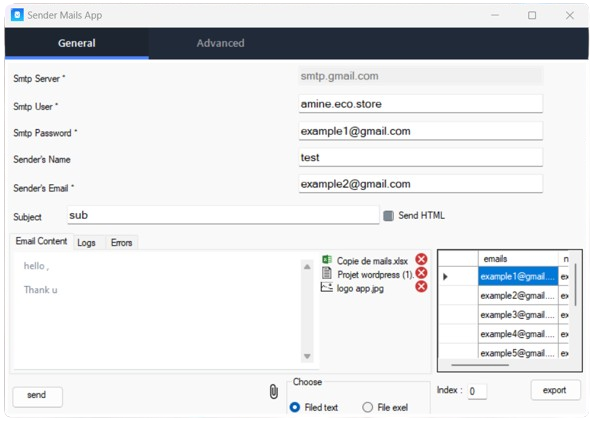 Sender Mails App
General Advanced
Smtp Server * smtp.gmail.com
Smtp User * amine.eco.store
Smtp Password * example1@gmail.com
Sender's Name test
Sender's Email * example2@gmail.com
Subject sub Send HTML
Email Content Logs Errors
hello ,
Thank u
Copie de mails.xlsx
Projet wordpress (1).
logo app.jpg
emails n
example1@gmail.... ex
example2@gmail.... ex
example3@gmail.... ex
example4@gmail.... ex
example5@gmail.... ex
send
Choose
Filed text File exel
Index : 0 export